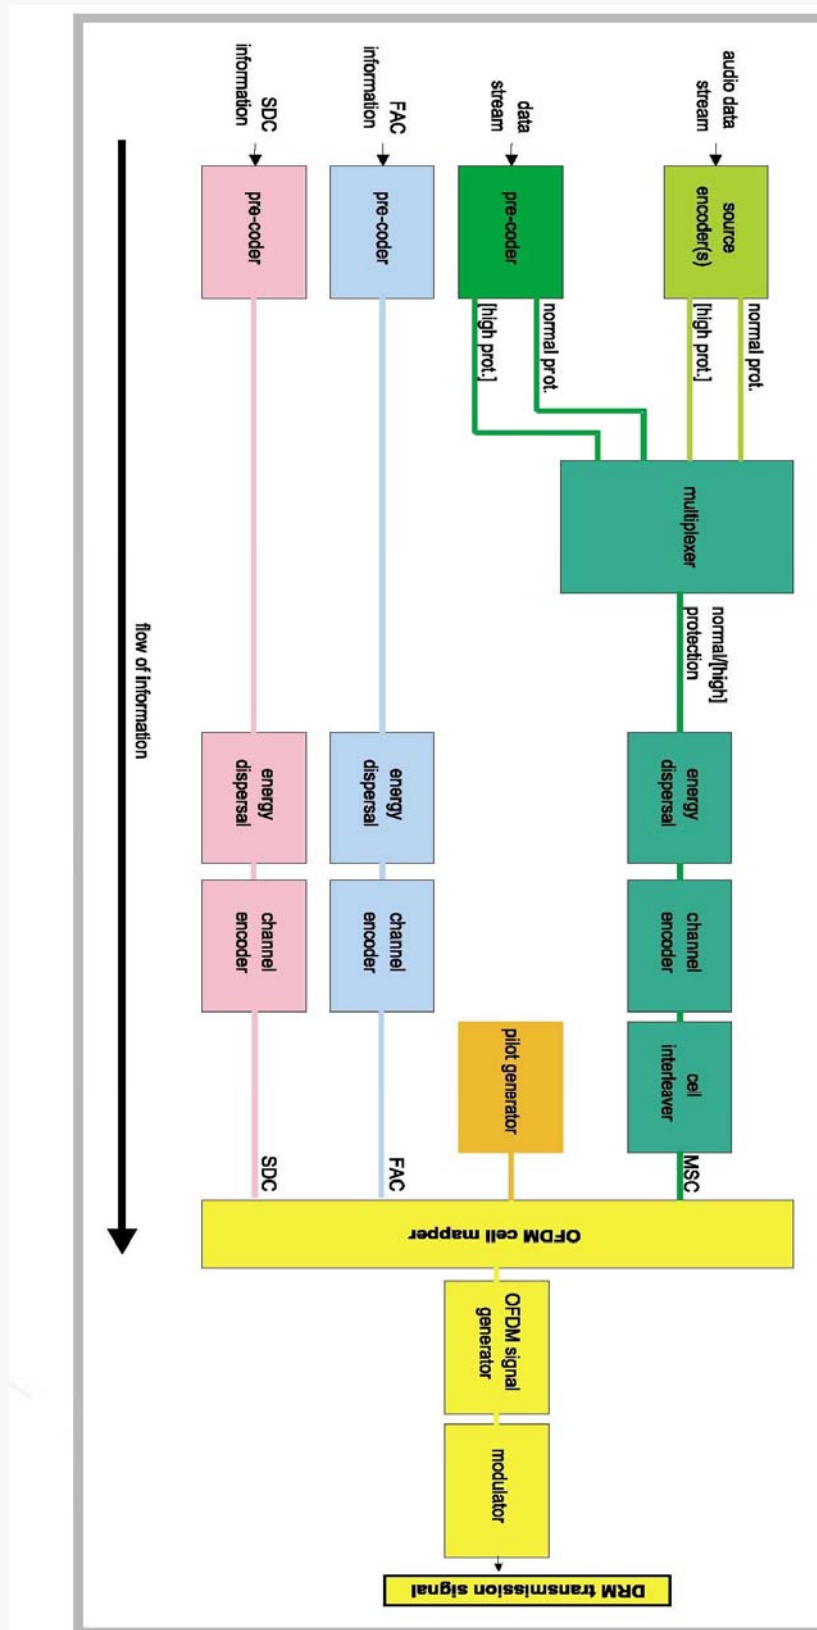 audio data
stream
source
encoder(s)
normal prot.
[high prot.]
data
stream
pre-coder
normal prot.
[high prot.]
multiplexer
normal/[high]
protection
energy
dispersal
channel
encoder
cell
interleaver
MSC
pilot generator
FAC
information
pre-coder
energy
dispersal
channel
encoder
FAC
SDC
information
pre-coder
energy
dispersal
channel
encoder
SDC
OFDM cell mapper
OFDM signal
generator
modulator
DRM transmission signal
flow of information